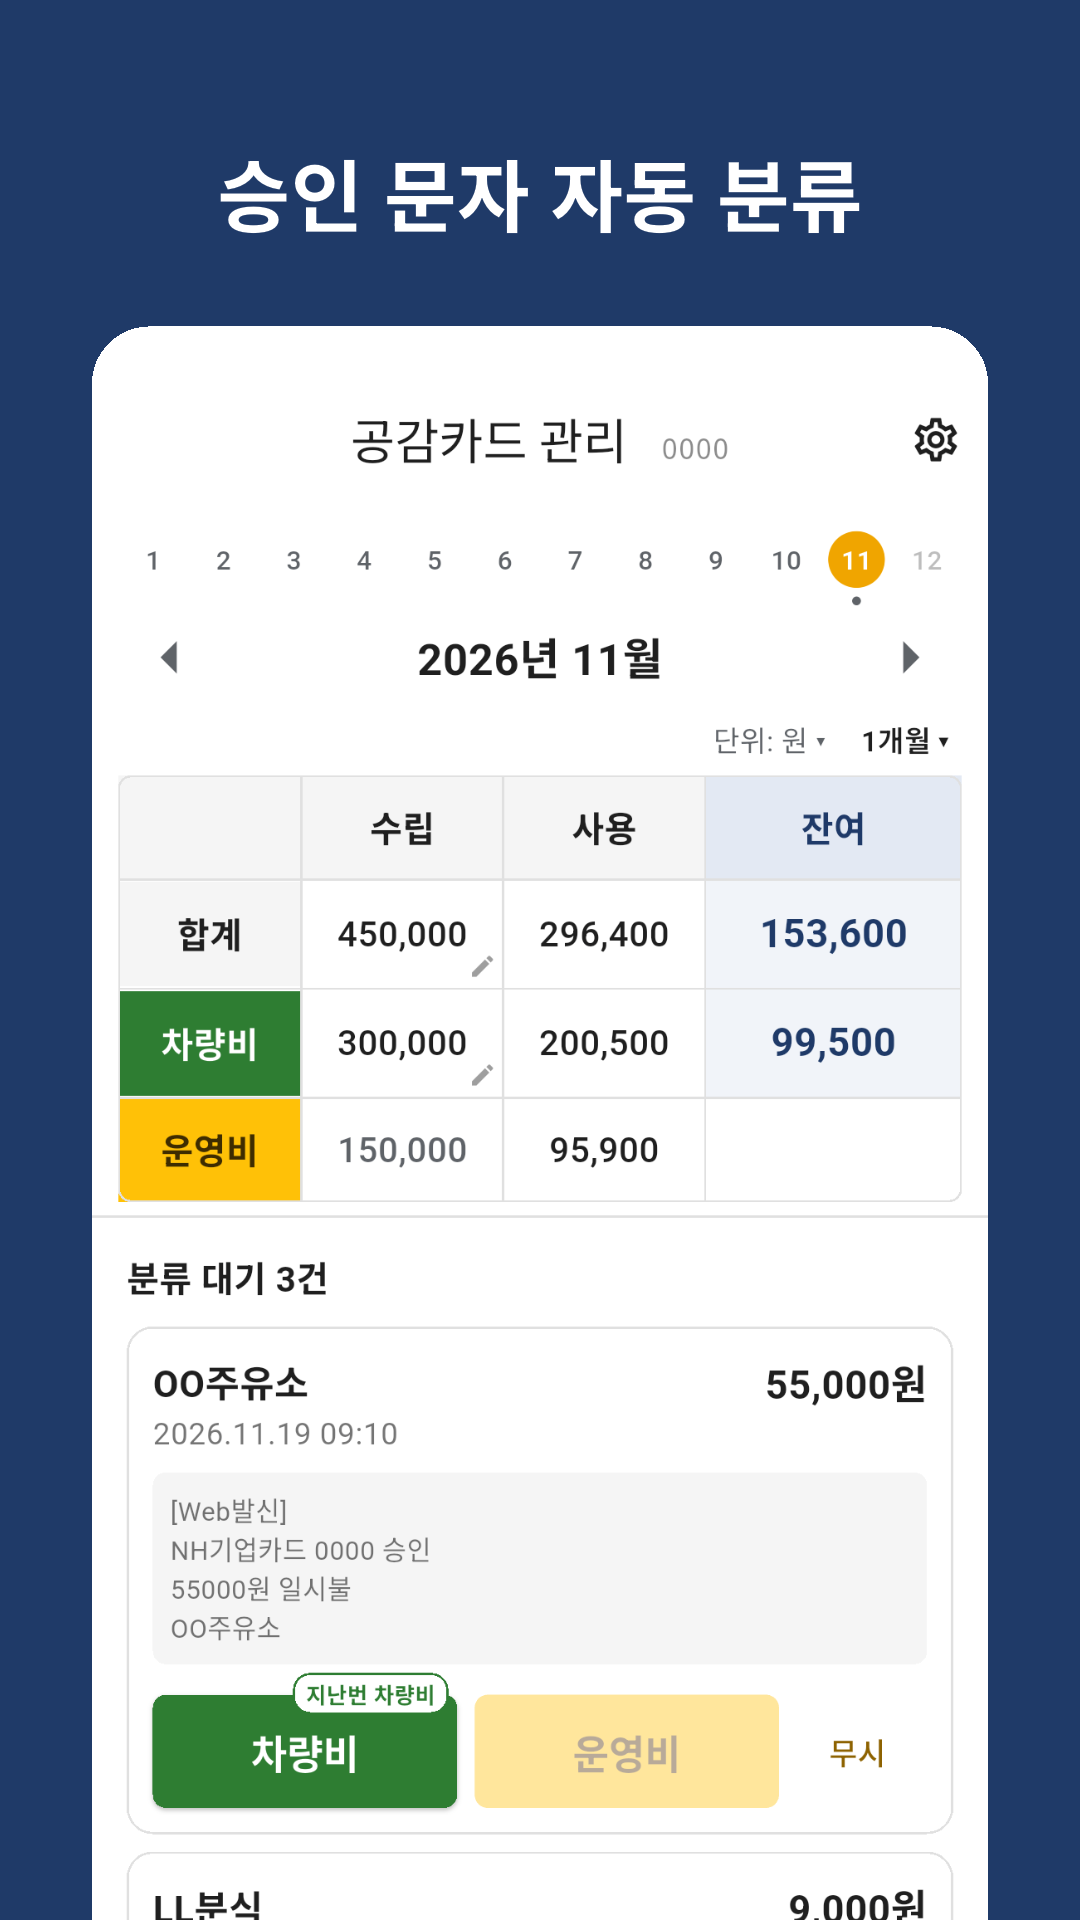 승인 문자 자동 분류
공감카드 관리 0000
1 2 3 4 5 6 7 8 9 10 11 12
2026년 11월
단위: 원 ▾ 1개월 ▾
수립 사용 잔여
합계 450,000 296,400 153,600
차량비 300,000 200,500 99,500
운영비 150,000 95,900
분류 대기 3건
OO주유소 55,000원
2026.11.19 09:10
[Web발신]
NH기업카드 0000 승인
55000원 일시불
OO주유소
지난번 차량비
차량비 운영비 무시
LL분식 9,000원